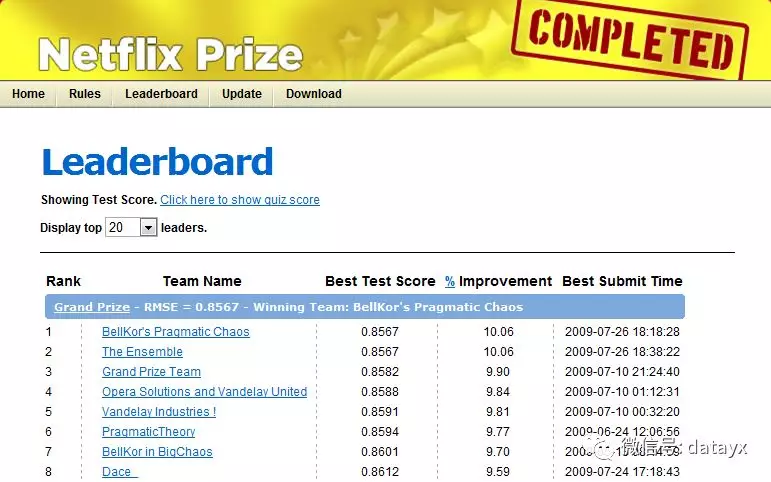 Netflix Prize
COMPLETED
Home Rules Leaderboard Update Download
Leaderboard
Showing Test Score. Click here to show quiz score
Display top 20 leaders.
Rank Team Name Best Test Score % Improvement Best Submit Time
Grand Prize - RMSE = 0.8567 - Winning Team: BellKor's Pragmatic Chaos
1 BellKor's Pragmatic Chaos 0.8567 10.06 2009-07-26 18:18:28
2 The Ensemble 0.8567 10.06 2009-07-26 18:38:22
3 Grand Prize Team 0.8582 9.90 2009-07-10 21:24:40
4 Opera Solutions and Vandelay United 0.8588 9.84 2009-07-10 01:12:31
5 Vandelay Industries ! 0.8591 9.81 2009-07-10 00:32:20
6 PragmaticTheory 0.8594 9.77 2009-06-24 12:06:56
7 BellKor in BigChaos 0.8601 9.70
8 Dace_ 0.8612 9.59 2009-07-24 17:18:43
微信号: datayx